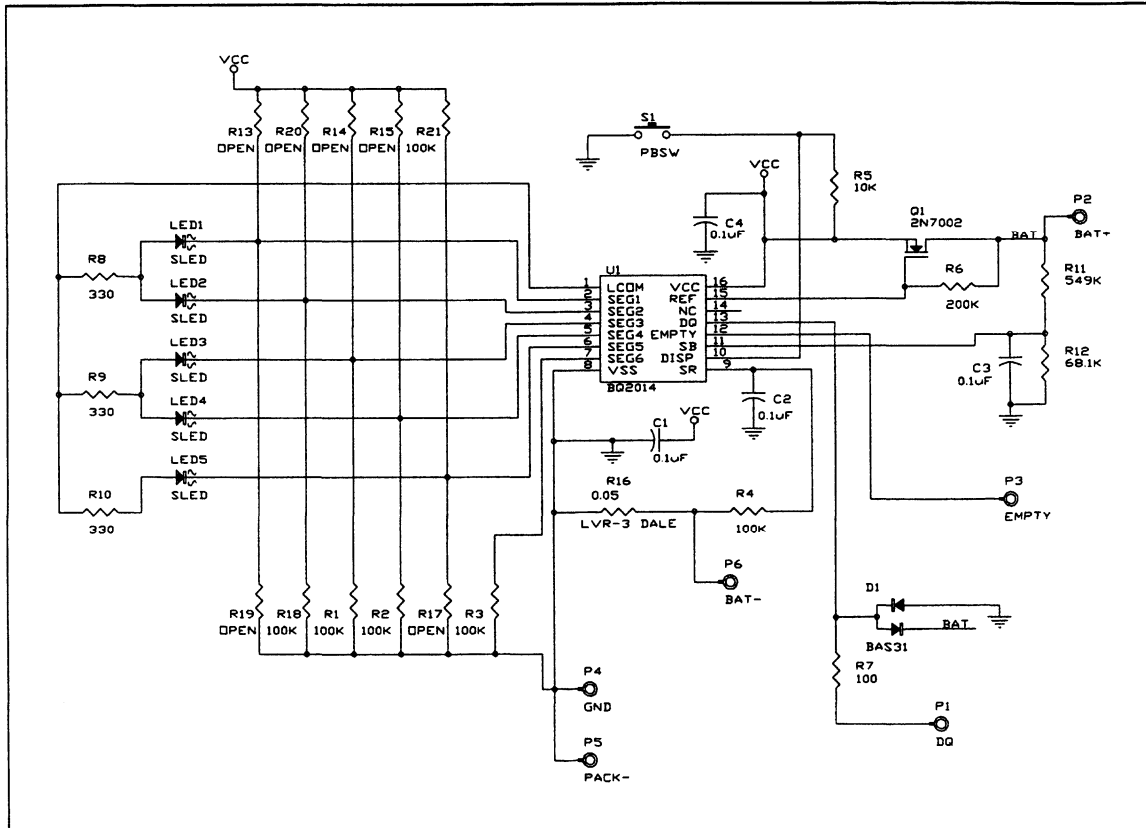 VCC
R13
OPEN
R20
OPEN
R14
OPEN
R15
OPEN
R21
100K
S1
PBSW
VCC
R5
10K
C4
0.1uF
Q1
2N7002
BAT
P2
BAT+
R6
200K
R11
549K
R12
68.1K
C3
0.1uF
LED1
SLED
R8
330
LED2
SLED
LED3
SLED
R9
330
LED4
SLED
LED5
SLED
R10
330
U1
1 LCOM VCC 16
2 SEG1 REF 15
3 SEG2 NC 14
4 SEG3 DQ 13
5 SEG4 EMPTY 12
6 SEG5 SB 11
7 SEG6 DISP 10
8 VSS SR 9
BQ2014
C2
0.1uF
C1
0.1uF
VCC
R16
0.05
LVR-3 DALE
R4
100K
P3
EMPTY
P6
BAT-
R19
OPEN
R18
100K
R1
100K
R2
100K
R17
OPEN
R3
100K
D1
BAT
BAS31
R7
100
P4
GND
P1
DQ
P5
PACK-